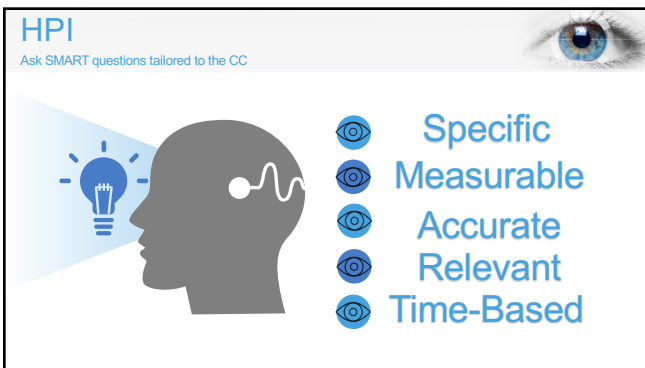 HPI
Ask SMART questions tailored to the CC
Specific
Measurable
Accurate
Relevant
Time-Based